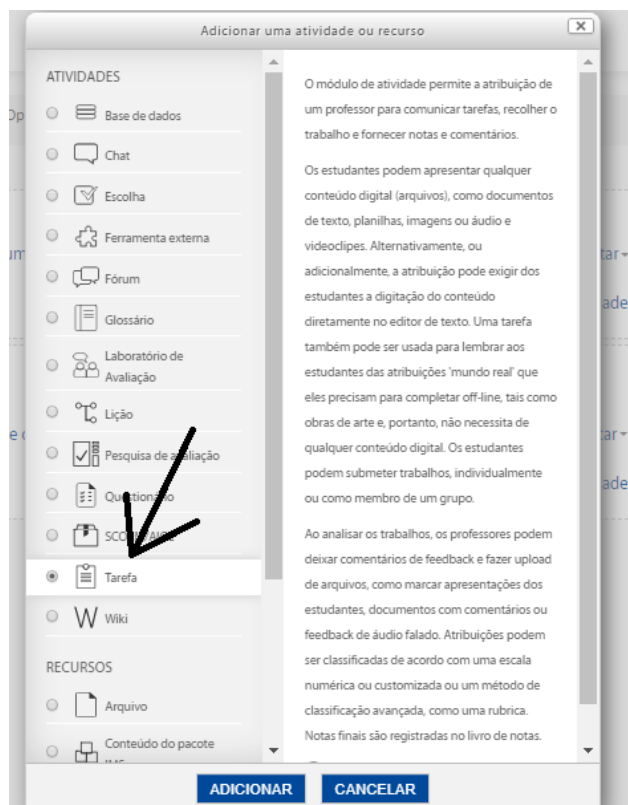 Adicionar uma atividade ou recurso
ATIVIDADES
Base de dados
Chat
Escolha
Ferramenta externa
Fórum
Glossário
Laboratório de
Avaliação
Lição
Pesquisa de avaliação
Questionário
Tarefa
Wiki
RECURSOS
Arquivo
Conteúdo do pacote
O módulo de atividade permite a atribuição de
um professor para comunicar tarefas, recolher o
trabalho e fornecer notas e comentários.
Os estudantes podem apresentar qualquer
conteúdo digital (arquivos), como documentos
de texto, planilhas, imagens ou áudio e
videoclipes. Alternativamente, ou
adicionalmente, a atribuição pode exigir dos
estudantes a digitação do conteúdo
diretamente no editor de texto. Uma tarefa
também pode ser usada para lembrar aos
estudantes das atribuições 'mundo real' que
eles precisam para completar off-line, tais como
obras de arte e, portanto, não necessita de
qualquer conteúdo digital. Os estudantes
podem submeter trabalhos, individualmente
ou como membro de um grupo.
Ao analisar os trabalhos, os professores podem
deixar comentários de feedback e fazer upload
de arquivos, como marcar apresentações dos
estudantes, documentos com comentários ou
feedback de áudio falado. Atribuições podem
ser classificadas de acordo com uma escala
numérica ou customizada ou um método de
classificação avançada, como uma rubrica.
Notas finais são registradas no livro de notas.
ADICIONAR
CANCELAR